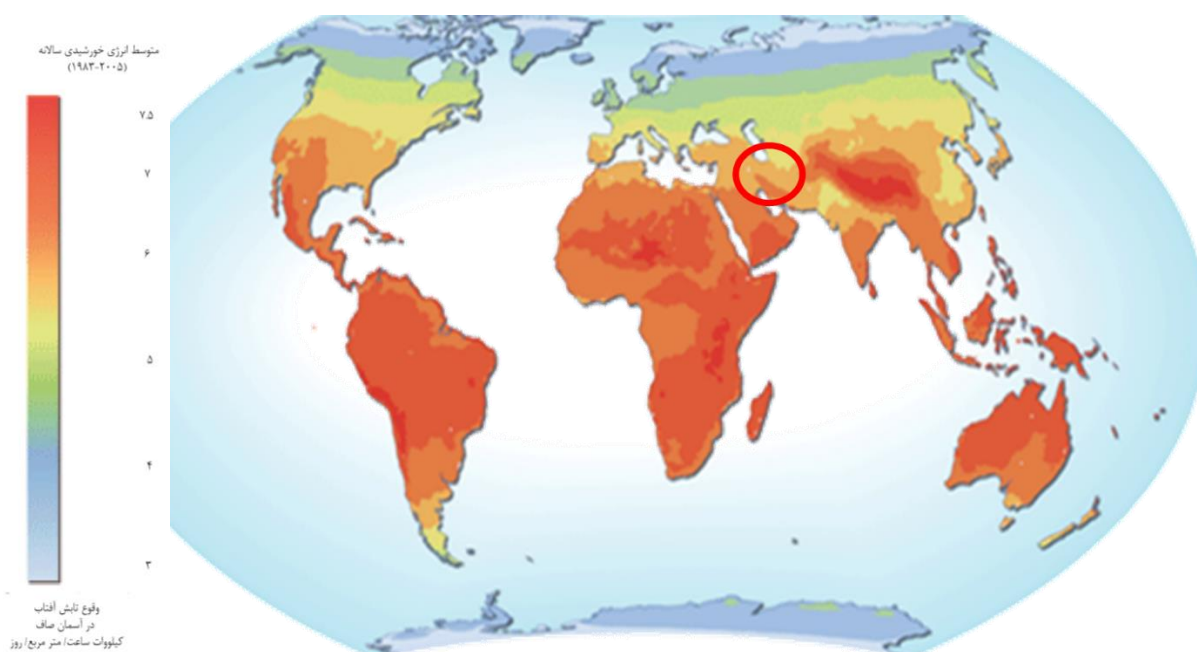 متوسط انرژی خورشیدی سالانه
(۱۹۸۳-۲۰۰۵)
۷.۵
۷
۶
۵
۴
۳
وقوع تابش آفتاب
در آسمان صاف
کیلووات ساعت/ متر مربع/ روز